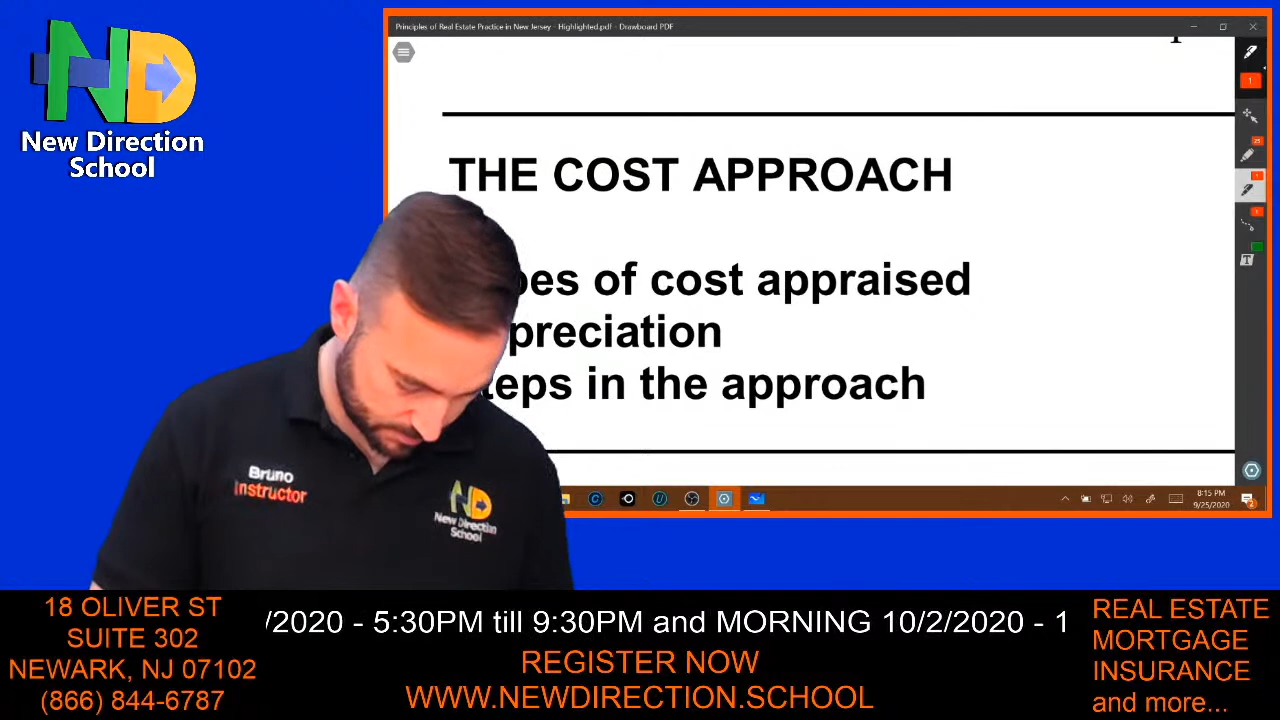 ND
New Direction
School
Principles of Real Estate Practice in New Jersey - Highlighted.pdf - Drawboard PDF
THE COST APPROACH
of cost appraised
in the approach
8:15 PM
9/25/2020
Bruno
Instructor
ND
New Direction
School
18 OLIVER ST
SUITE 302
NEWARK, NJ 07102
(866) 844-6787
/2020 - 5:30PM till 9:30PM and MORNING 10/2/2020 - 1
REGISTER NOW
WWW.NEWDIRECTION.SCHOOL
REAL ESTATE
MORTGAGE
INSURANCE
and more...